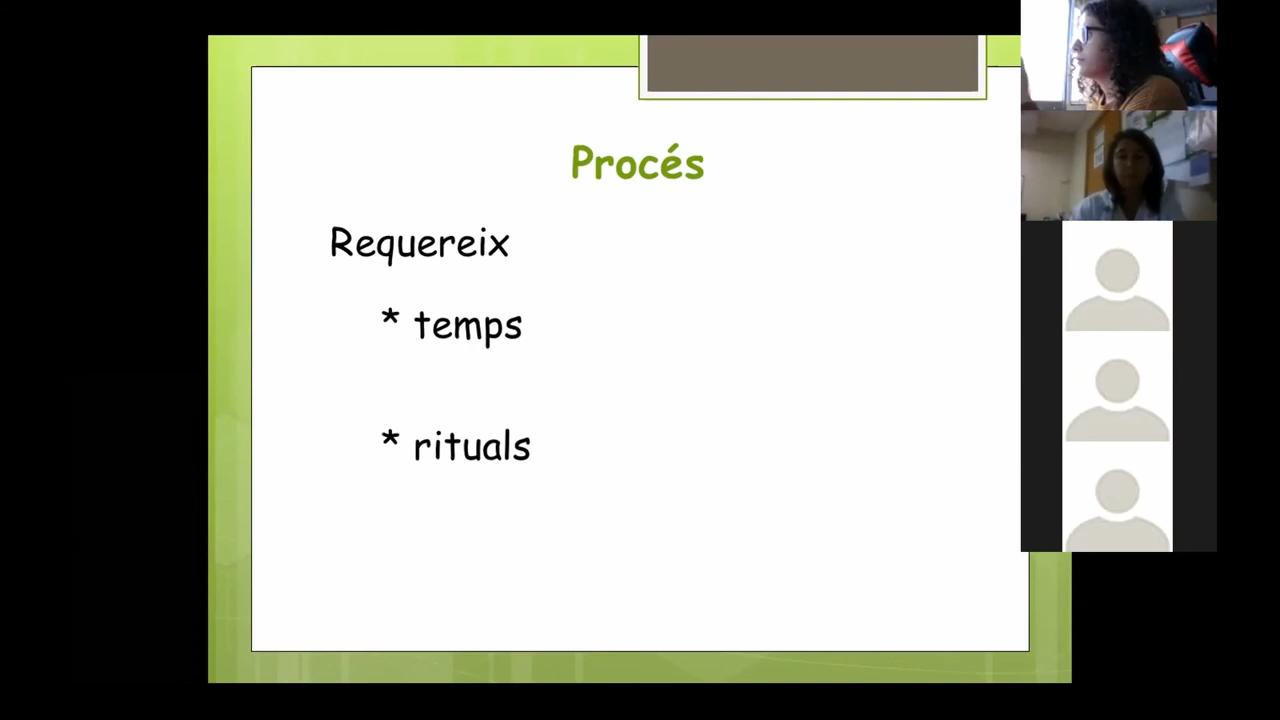 Procés
Requereix
* temps
* rituals